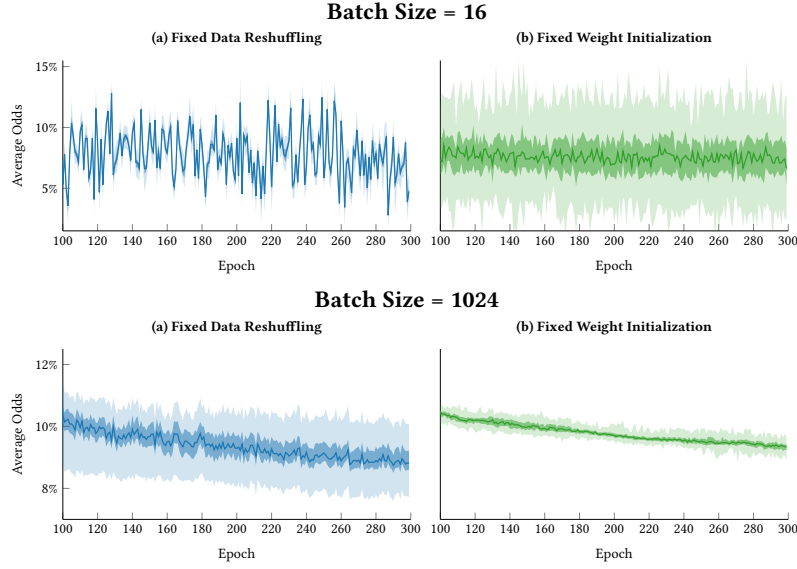 Batch Size = 16
(a) Fixed Data Reshuffling
(b) Fixed Weight Initialization
15%
10%
5%
Average Odds
100 120 140 160 180 200 220 240 260 280 300
100 120 140 160 180 200 220 240 260 280 300
Epoch
Epoch
Batch Size = 1024
(a) Fixed Data Reshuffling
(b) Fixed Weight Initialization
12%
10%
8%
Average Odds
100 120 140 160 180 200 220 240 260 280 300
100 120 140 160 180 200 220 240 260 280 300
Epoch
Epoch